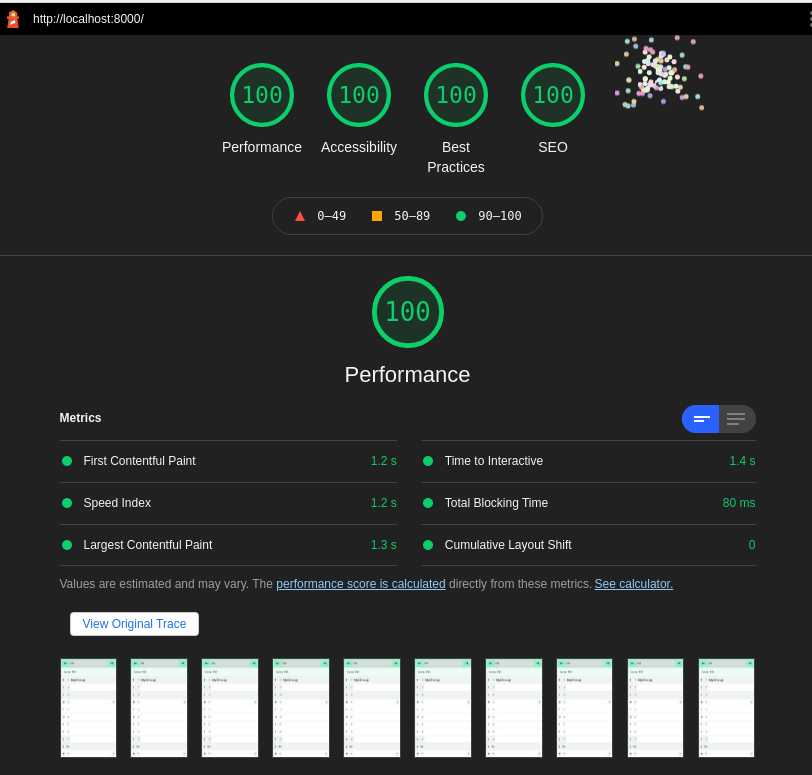 http://localhost:8000/
100
100
100
100
Performance
Accessibility
Best
Practices
SEO
0–49
50–89
90–100
100
Performance
Metrics
First Contentful Paint
1.2 s
Time to Interactive
1.4 s
Speed Index
1.2 s
Total Blocking Time
80 ms
Largest Contentful Paint
1.3 s
Cumulative Layout Shift
0
Values are estimated and may vary. The performance score is calculated directly from these metrics. See calculator.
View Original Trace